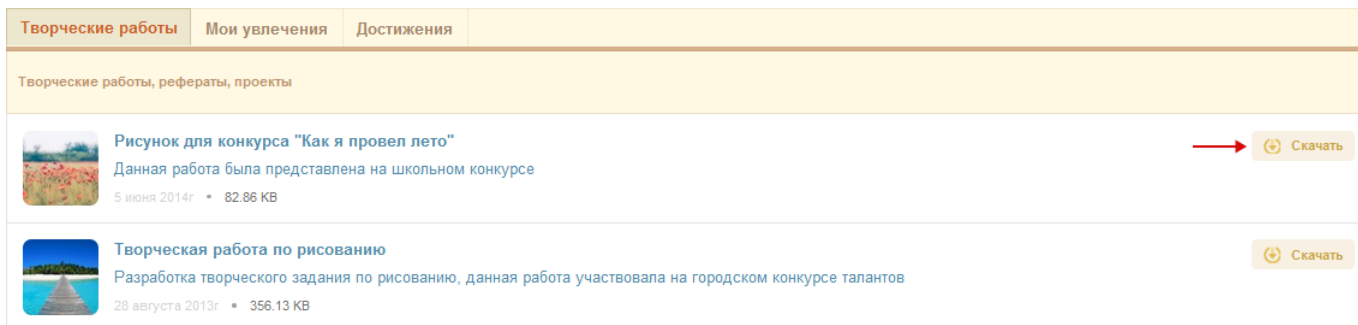 Творческие работы Мои увлечения Достижения
Творческие работы, рефераты, проекты
Рисунок для конкурса "Как я провел лето"
Скачать
Данная работа была представлена на школьном конкурсе
5 июня 2014г • 82.86 KB
Творческая работа по рисованию
Скачать
Разработка творческого задания по рисованию, данная работа участвовала на городском конкурсе талантов
28 августа 2013г • 356.13 KB